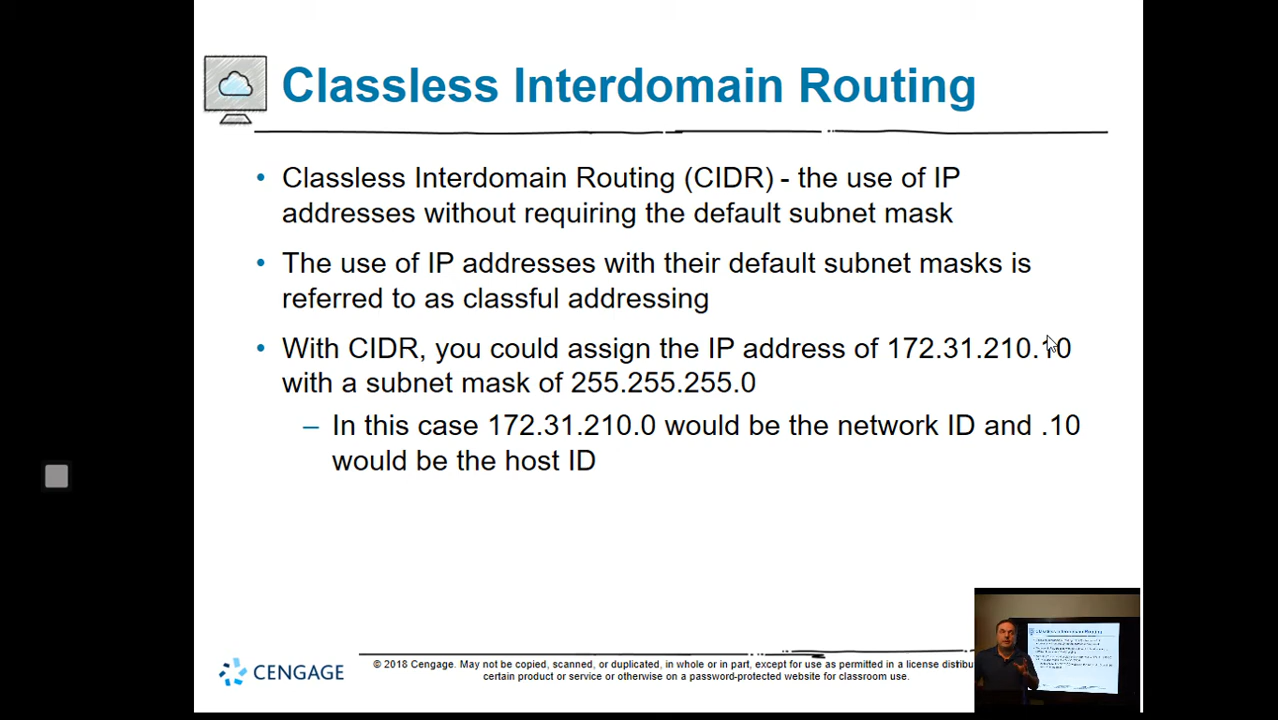 Classless Interdomain Routing
• Classless Interdomain Routing (CIDR) - the use of IP
addresses without requiring the default subnet mask
• The use of IP addresses with their default subnet masks is
referred to as classful addressing
• With CIDR, you could assign the IP address of 172.31.210.10
with a subnet mask of 255.255.255.0
– In this case 172.31.210.0 would be the network ID and .10
would be the host ID
CENGAGE
© 2018 Cengage. May not be copied, scanned, or duplicated, in whole or in part, except for use as permitted in a license
certain product or service or otherwise on a password-protected website for classroom use.
Classless Interdomain Routing